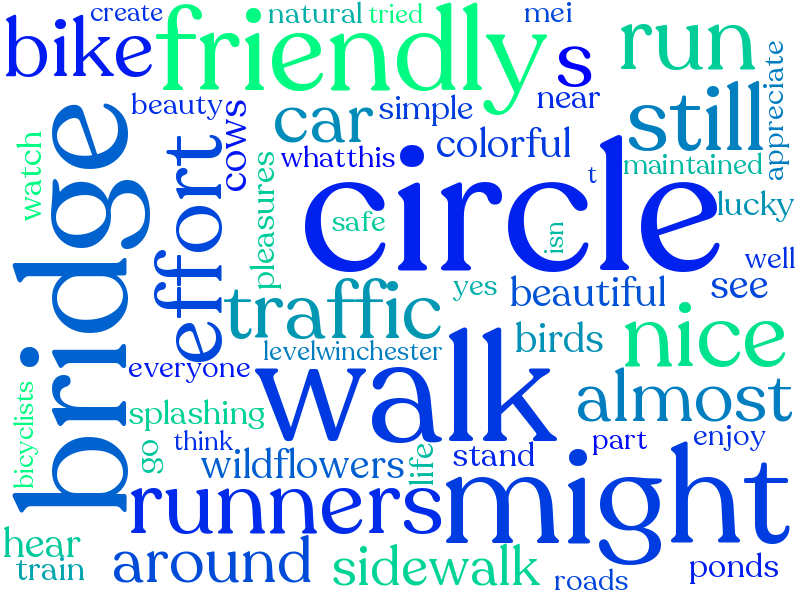 create
natural
tried
mei
bike
friendly
s
run
beauty
cows
car
simple
near
still
appreciate
watch
bridge
effort
pleasures
whatthis
colorful
circle
t
maintained
lucky
safe
isn
well
traffic
yes
beautiful
see
everyone
levelwinchester
birds
nice
walk
almost
bicyclists
splashing
go
think
wildflowers
life
stand
part
enjoy
runners
might
hear
train
around
sidewalk
roads
ponds